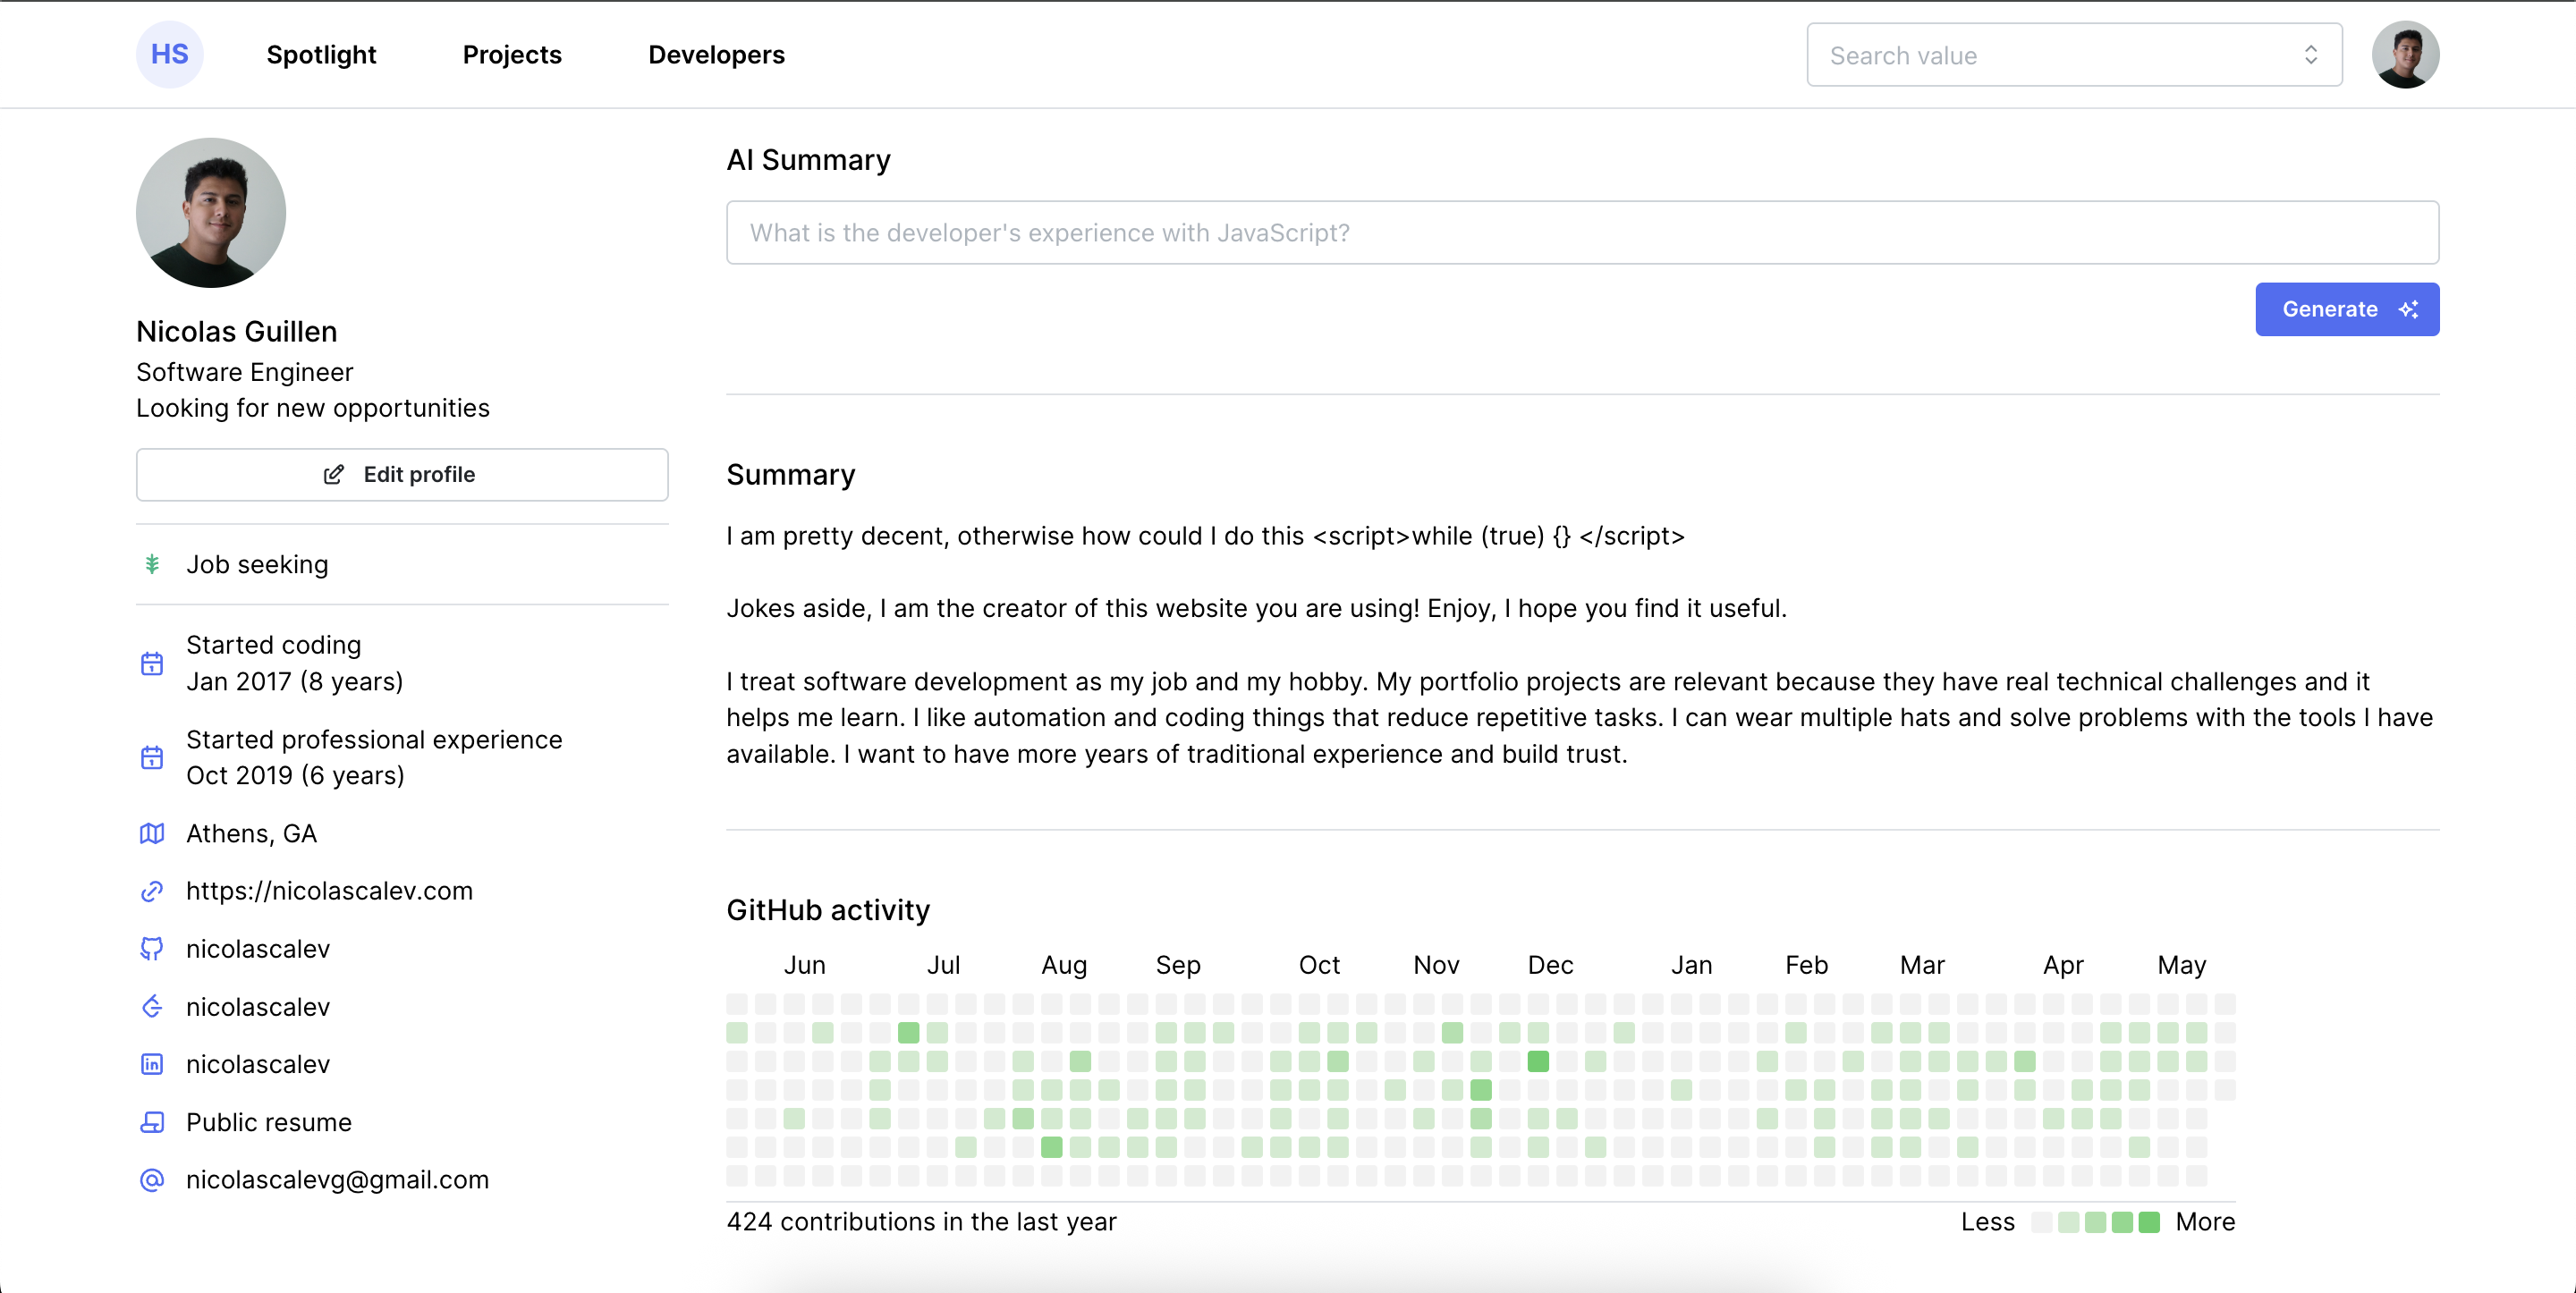 HS
Spotlight
Projects
Developers
Search value
Nicolas Guillen
Software Engineer
Looking for new opportunities
Edit profile
Job seeking
Started coding
Jan 2017 (8 years)
Started professional experience
Oct 2019 (6 years)
Athens, GA
https://nicolascalev.com
nicolascalev
nicolascalev
nicolascalev
Public resume
nicolascalevg@gmail.com
AI Summary
What is the developer's experience with JavaScript?
Generate
Summary
I am pretty decent, otherwise how could I do this <script>while (true) {} </script>
Jokes aside, I am the creator of this website you are using! Enjoy, I hope you find it useful.
I treat software development as my job and my hobby. My portfolio projects are relevant because they have real technical challenges and it
helps me learn. I like automation and coding things that reduce repetitive tasks. I can wear multiple hats and solve problems with the tools I have
available. I want to have more years of traditional experience and build trust.
GitHub activity
Jun Jul Aug Sep Oct Nov Dec Jan Feb Mar Apr May
424 contributions in the last year
Less More